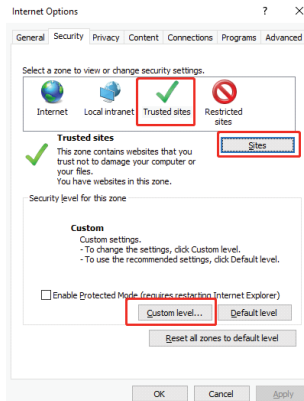 Internet Options ? X
General Security Privacy Content Connections Programs Advanced
Select a zone to view or change security settings.
Internet Local intranet Trusted sites Restricted
sites
Trusted sites
Sites
This zone contains websites that you
trust not to damage your computer or
your files.
You have websites in this zone.
Security level for this zone
Custom
Custom settings.
- To change the settings, click Custom level.
- To use the recommended settings, click Default level.
Enable Protected Mode (requires restarting Internet Explorer)
Custom level... Default level
Reset all zones to default level
OK Cancel Apply